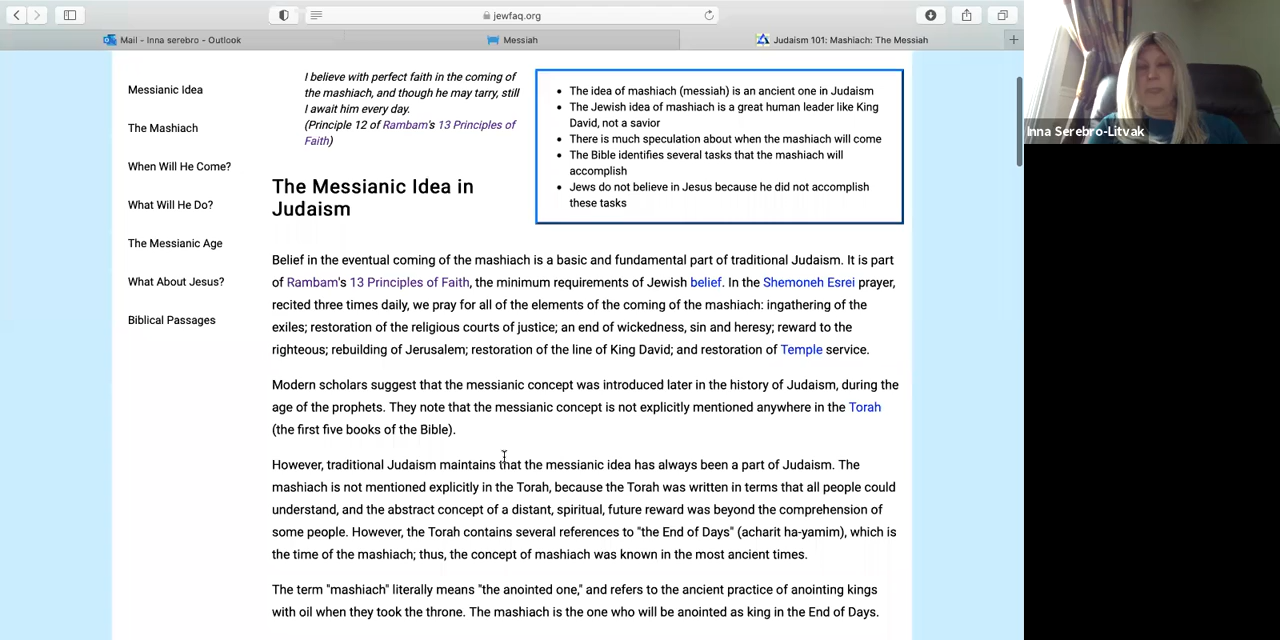 jewfaq.org
Mail - Inna serebro - Outlook
Messiah
Judaism 101: Mashiach: The Messiah
Messianic Idea
The Mashiach
When Will He Come?
What Will He Do?
The Messianic Age
What About Jesus?
Biblical Passages
I believe with perfect faith in the coming of
the mashiach, and though he may tarry, still
I await him every day.
(Principle 12 of Rambam's 13 Principles of
Faith)
• The idea of mashiach (messiah) is an ancient one in Judaism
• The Jewish idea of mashiach is a great human leader like King
David, not a savior
• There is much speculation about when the mashiach will come
• The Bible identifies several tasks that the mashiach will
accomplish
• Jews do not believe in Jesus because he did not accomplish
these tasks
The Messianic Idea in
Judaism
Belief in the eventual coming of the mashiach is a basic and fundamental part of traditional Judaism. It is part
of Rambam's 13 Principles of Faith, the minimum requirements of Jewish belief. In the Shemoneh Esrei prayer,
recited three times daily, we pray for all of the elements of the coming of the mashiach: ingathering of the
exiles; restoration of the religious courts of justice; an end of wickedness, sin and heresy; reward to the
righteous; rebuilding of Jerusalem; restoration of the line of King David; and restoration of Temple service.
Modern scholars suggest that the messianic concept was introduced later in the history of Judaism, during the
age of the prophets. They note that the messianic concept is not explicitly mentioned anywhere in the Torah
(the first five books of the Bible).
However, traditional Judaism maintains that the messianic idea has always been a part of Judaism. The
mashiach is not mentioned explicitly in the Torah, because the Torah was written in terms that all people could
understand, and the abstract concept of a distant, spiritual, future reward was beyond the comprehension of
some people. However, the Torah contains several references to "the End of Days" (acharit ha-yamim), which is
the time of the mashiach; thus, the concept of mashiach was known in the most ancient times.
The term "mashiach" literally means "the anointed one," and refers to the ancient practice of anointing kings
with oil when they took the throne. The mashiach is the one who will be anointed as king in the End of Days.
Inna Serebro-Litvak